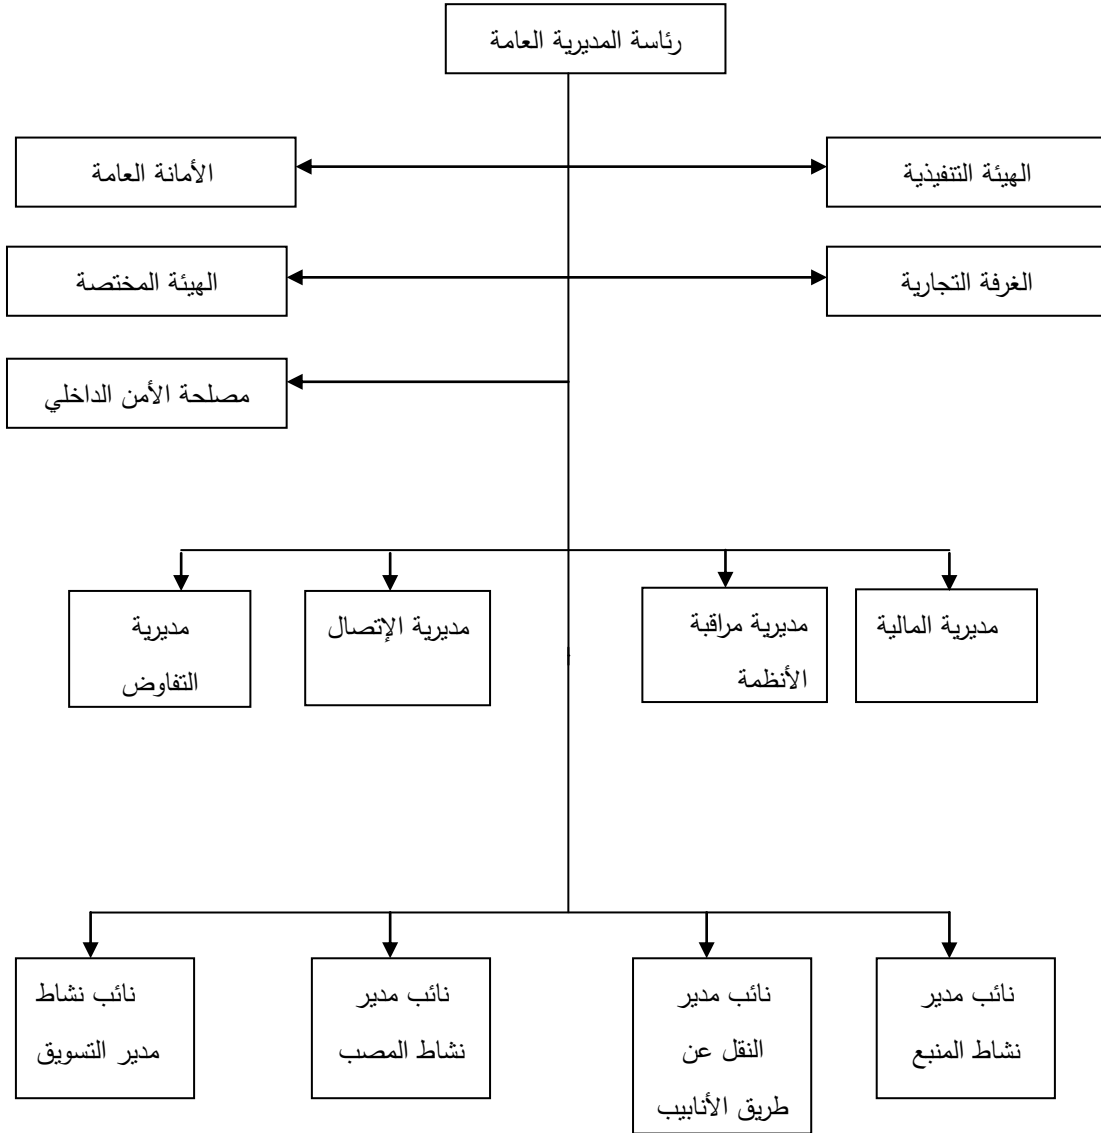 رئاسة المديرية العامة
الهيئة التنفيذية
الأمانة العامة
الغرفة التجارية
الهيئة المختصة
مصلحة الأمن الداخلي
مديرية المالية
مديرية مراقبة
الأنظمة
مديرية الإتصال
مديرية
التفاوض
نائب مدير
نشاط المنبع
نائب مدير
النقل عن
طريق الأنابيب
نائب مدير
نشاط المصب
نائب نشاط
مدير التسويق